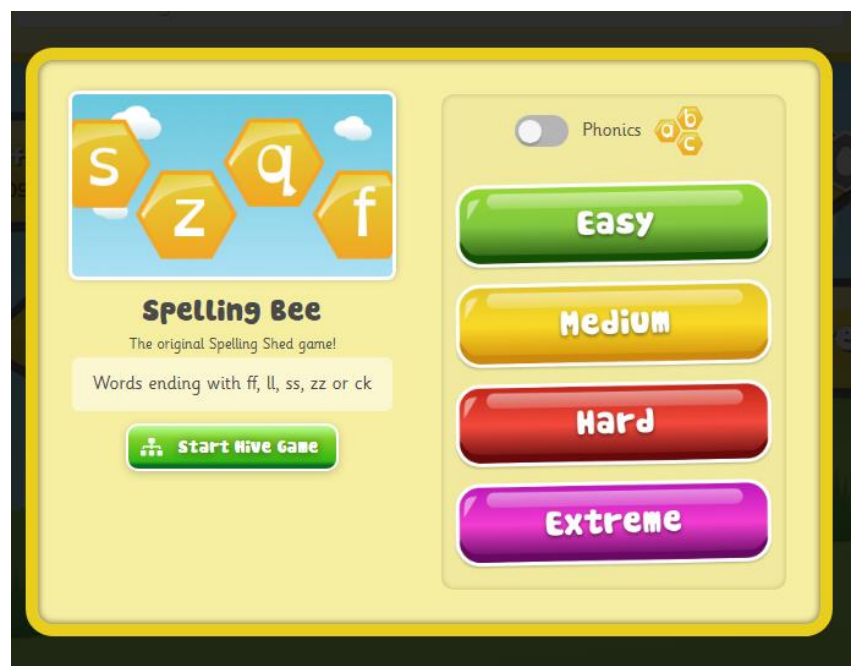 s
z
q
f
Spelling Bee
The original Spelling Shed game!
Words ending with ff, ll, ss, zz or ck
Start Hive Game
Phonics
a
b
c
Easy
Medium
Hard
Extreme